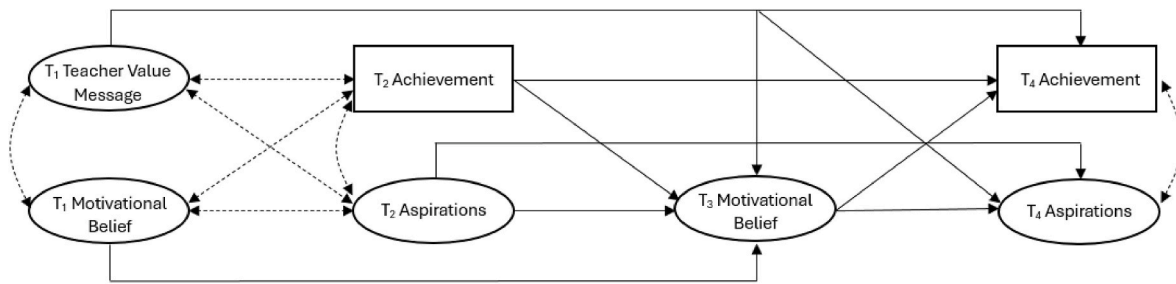 T₁ Teacher Value
Message
T₂ Achievement
T₄ Achievement
T₁ Motivational
Belief
T₂ Aspirations
T₃ Motivational
Belief
T₄ Aspirations